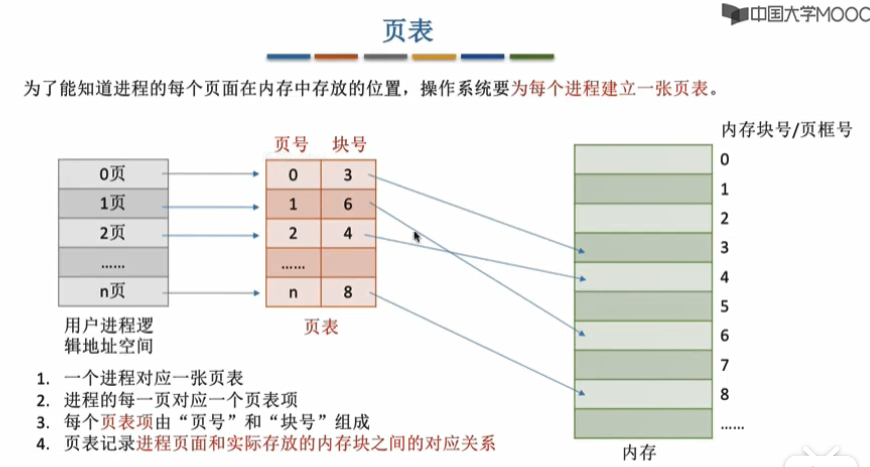 中国大学MOOC
页表
为了能知道进程的每个页面在内存中存放的位置，操作系统要为每个进程建立一张页表。
内存块号/页框号
页号 块号
0页
1页
2页
……
n页
0 3
1 6
2 4
……
n 8
0
1
2
3
4
5
6
7
8
……
用户进程逻
辑地址空间
页表
内存
1. 一个进程对应一张页表
2. 进程的每一页对应一个页表项
3. 每个页表项由“页号”和“块号”组成
4. 页表记录进程页面和实际存放的内存块之间的对应关系